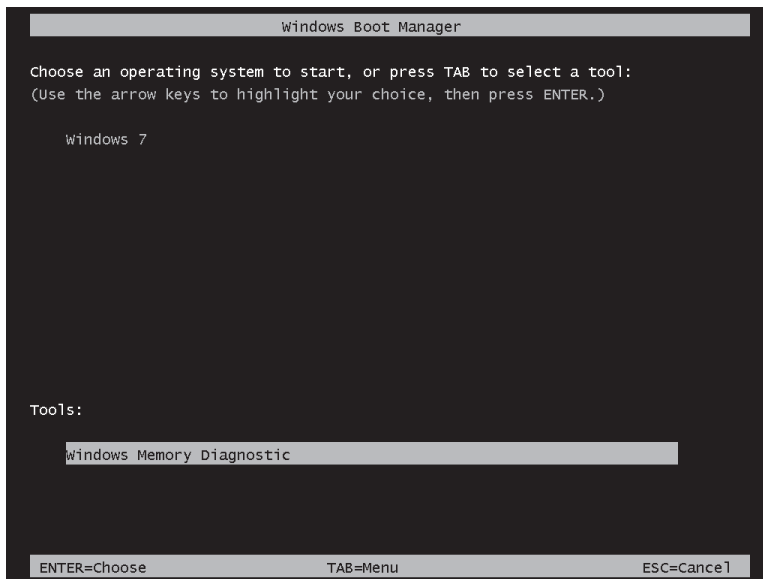 Windows Boot Manager
Choose an operating system to start, or press TAB to select a tool:
(Use the arrow keys to highlight your choice, then press ENTER.)
Windows 7
Tools:
Windows Memory Diagnostic
ENTER=Choose TAB=Menu ESC=Cancel